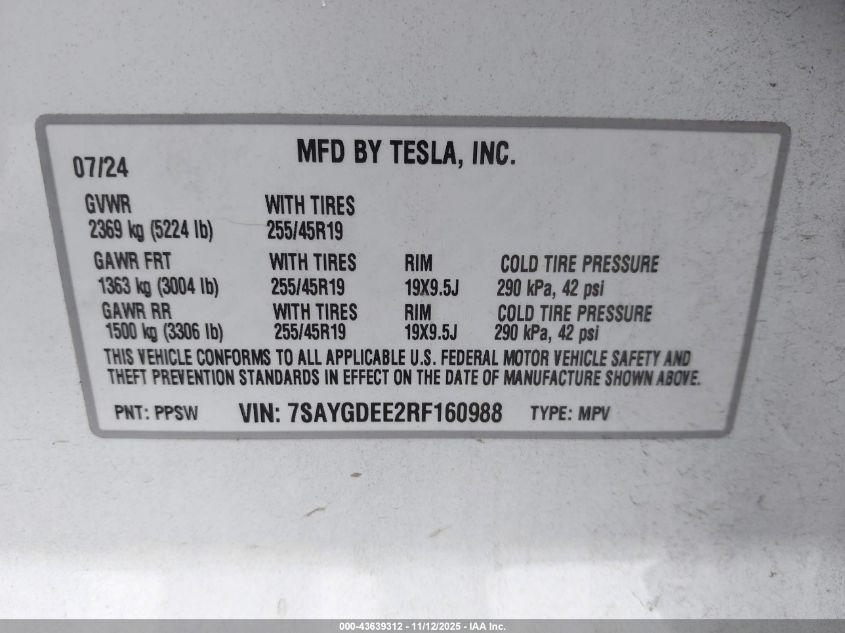 MFD BY TESLA, INC.
07/24
GVWR WITH TIRES
2369 kg (5224 lb) 255/45R19
GAWR FRT WITH TIRES RIM COLD TIRE PRESSURE
1363 kg (3004 lb) 255/45R19 19X9.5J 290 kPa, 42 psi
GAWR RR WITH TIRES RIM COLD TIRE PRESSURE
1500 kg (3306 lb) 255/45R19 19X9.5J 290 kPa, 42 psi
THIS VEHICLE CONFORMS TO ALL APPLICABLE U.S. FEDERAL MOTOR VEHICLE SAFETY AND
THEFT PREVENTION STANDARDS IN EFFECT ON THE DATE OF MANUFACTURE SHOWN ABOVE.
PNT: PPSW VIN: 7SAYGDEE2RF160988 TYPE: MPV
000-43639312 - 11/12/2025 - IAA Inc.